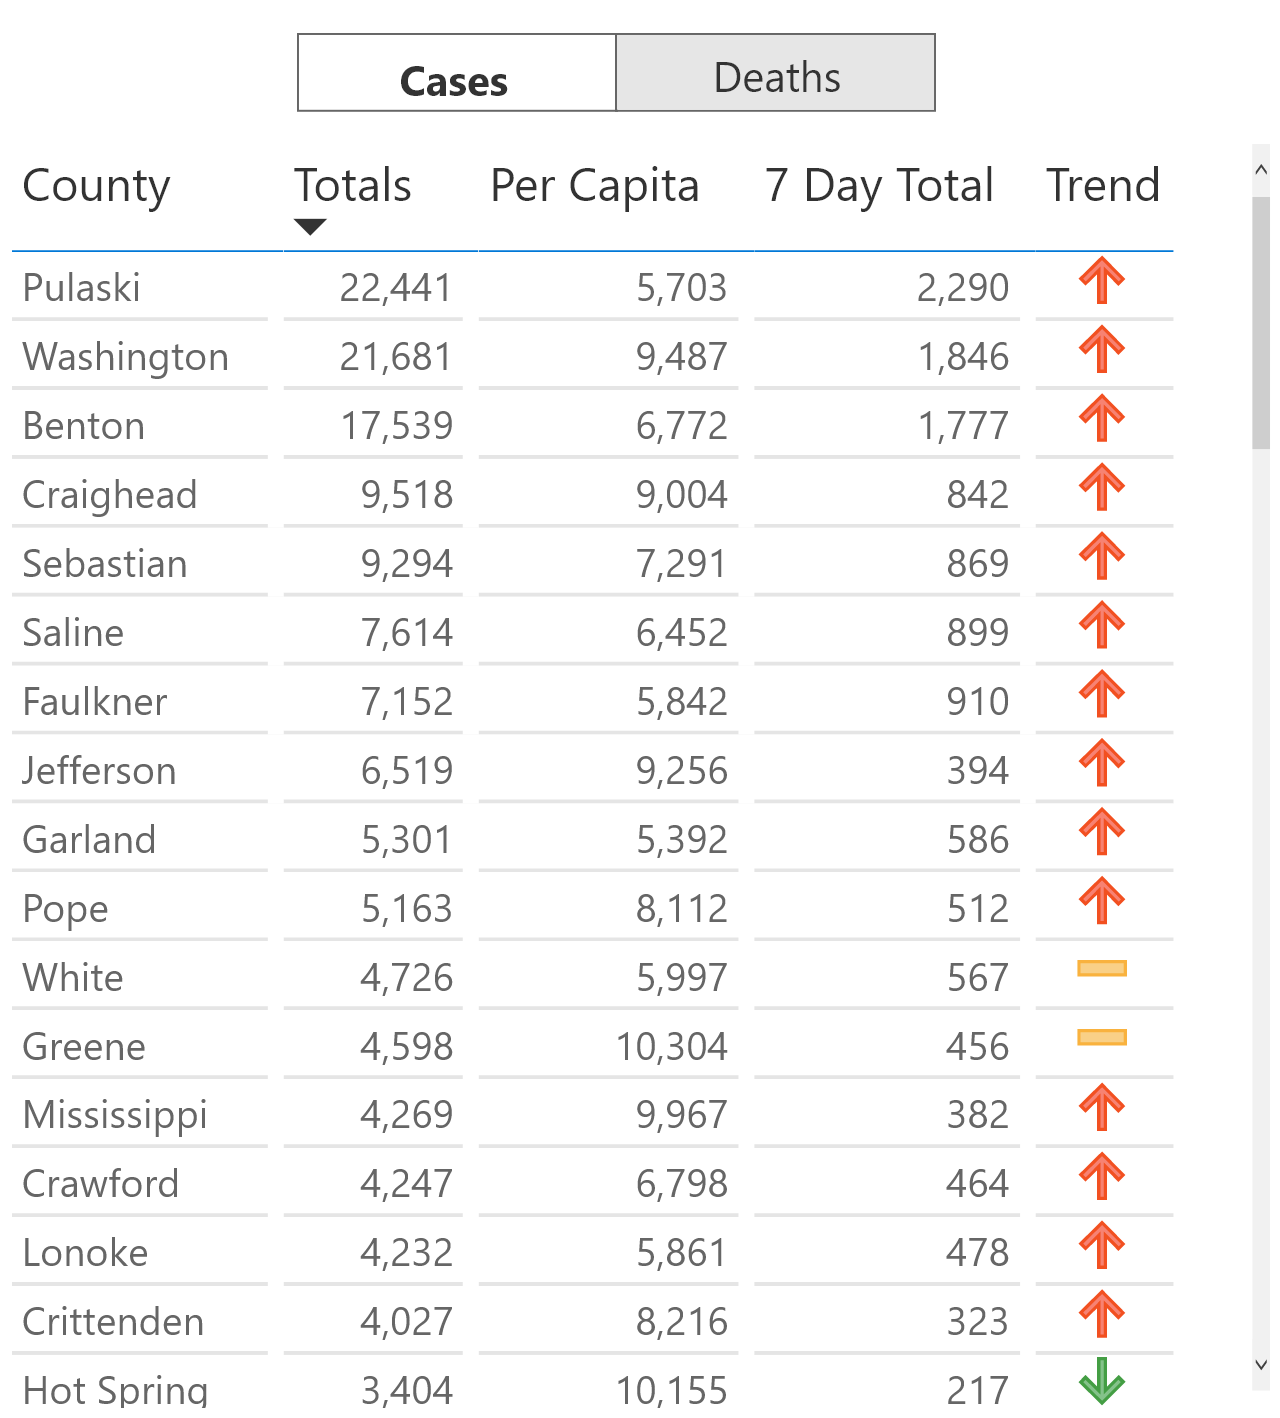 Cases Deaths
County Totals Per Capita 7 Day Total Trend
Pulaski 22,441 5,703 2,290
Washington 21,681 9,487 1,846
Benton 17,539 6,772 1,777
Craighead 9,518 9,004 842
Sebastian 9,294 7,291 869
Saline 7,614 6,452 899
Faulkner 7,152 5,842 910
Jefferson 6,519 9,256 394
Garland 5,301 5,392 586
Pope 5,163 8,112 512
White 4,726 5,997 567
Greene 4,598 10,304 456
Mississippi 4,269 9,967 382
Crawford 4,247 6,798 464
Lonoke 4,232 5,861 478
Crittenden 4,027 8,216 323
Hot Spring 3,404 10,155 217